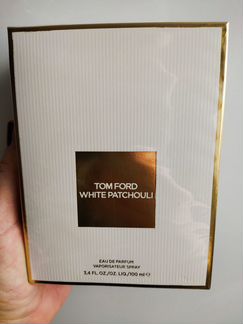 TOM FORD
WHITE PATCHOULI
EAU DE PARFUM
VAPORISATEUR SPRAY
3.4 FL.OZ./OZ. LIQ./100 ml ℮